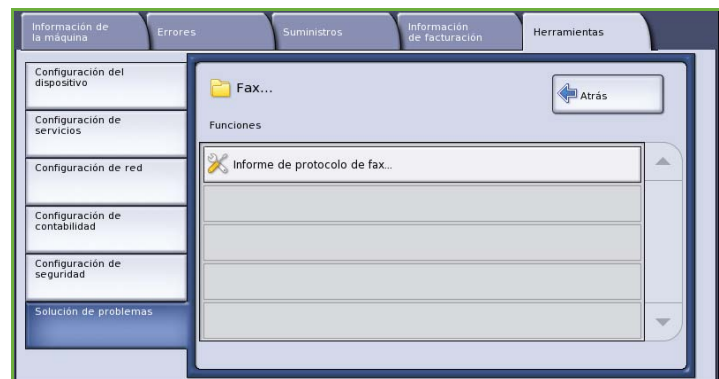 Información de
la máquina
Errores
Suministros
Información
de facturación
Herramientas
Configuración del
dispositivo
Configuración de
servicios
Configuración de red
Configuración de
contabilidad
Configuración de
seguridad
Solución de problemas
Fax...
Atrás
Funciones
Informe de protocolo de fax...